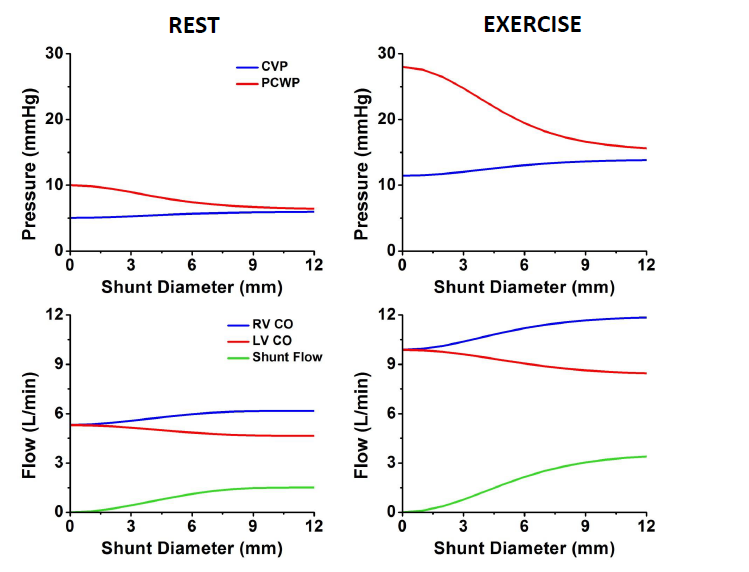 REST
EXERCISE
30
20
10
0
Pressure (mmHg)
CVP
PCWP
0 3 6 9 12
Shunt Diameter (mm)
30
20
10
0
Pressure (mmHg)
0 3 6 9 12
Shunt Diameter (mm)
12
9
6
3
0
Flow (L/min)
RV CO
LV CO
Shunt Flow
0 3 6 9 12
Shunt Diameter (mm)
12
9
6
3
0
Flow (L/min)
0 3 6 9 12
Shunt Diameter (mm)